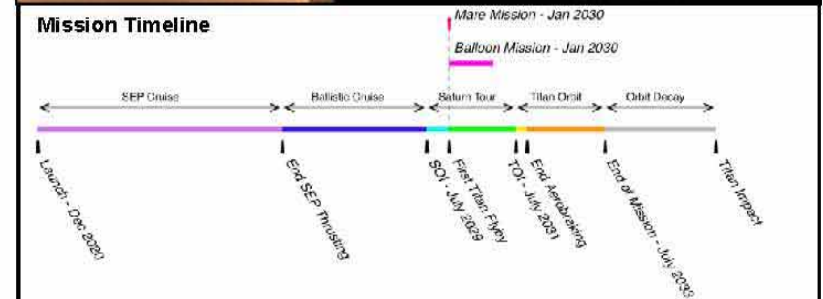 Mission Timeline
Mare Mission - Jan 2030
Balloon Mission - Jan 2030
SEP Cruise
Ballistic Cruise
Saturn Tour
Titan Orbit
Orbit Decay
Launch - Dec 2020
End SEP Thrusting
SOI - July 2029
First Titan Flyby
TOI - July 2031
End Aerobraking
End of Mission - July 2033
Titan Impact